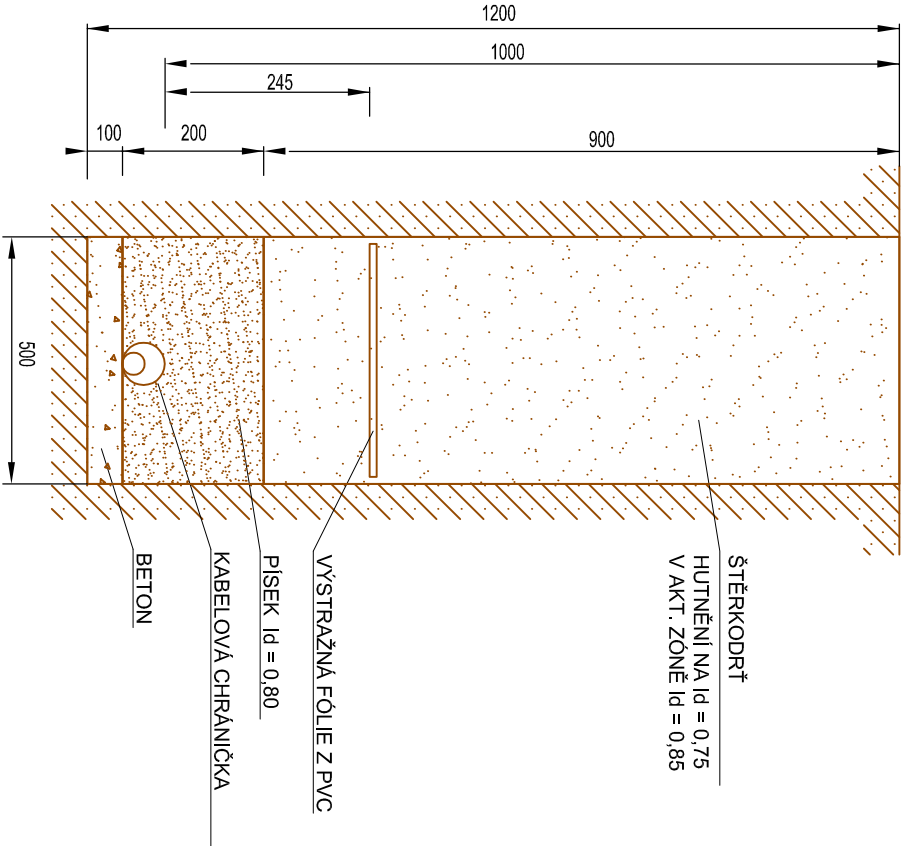 1200
1000
245
100
200
900
500
ŠTĚRKODRŤ
HUTNĚNÍ NA Id = 0,75
V AKT. ZÓNĚ Id = 0,85
VÝSTRAŽNÁ FÓLIE Z PVC
PÍSEK Id = 0,80
KABELOVÁ CHRÁNIČKA
BETON